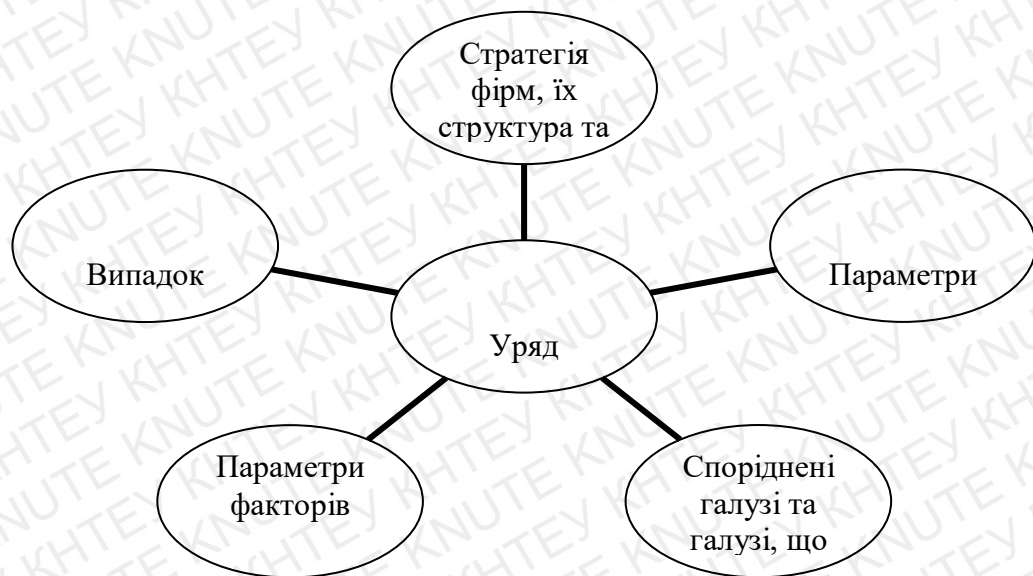 Стратегія
фірм, їх
структура та
Випадок
Параметри
Уряд
Параметри
факторів
Споріднені
галузі та
галузі, що